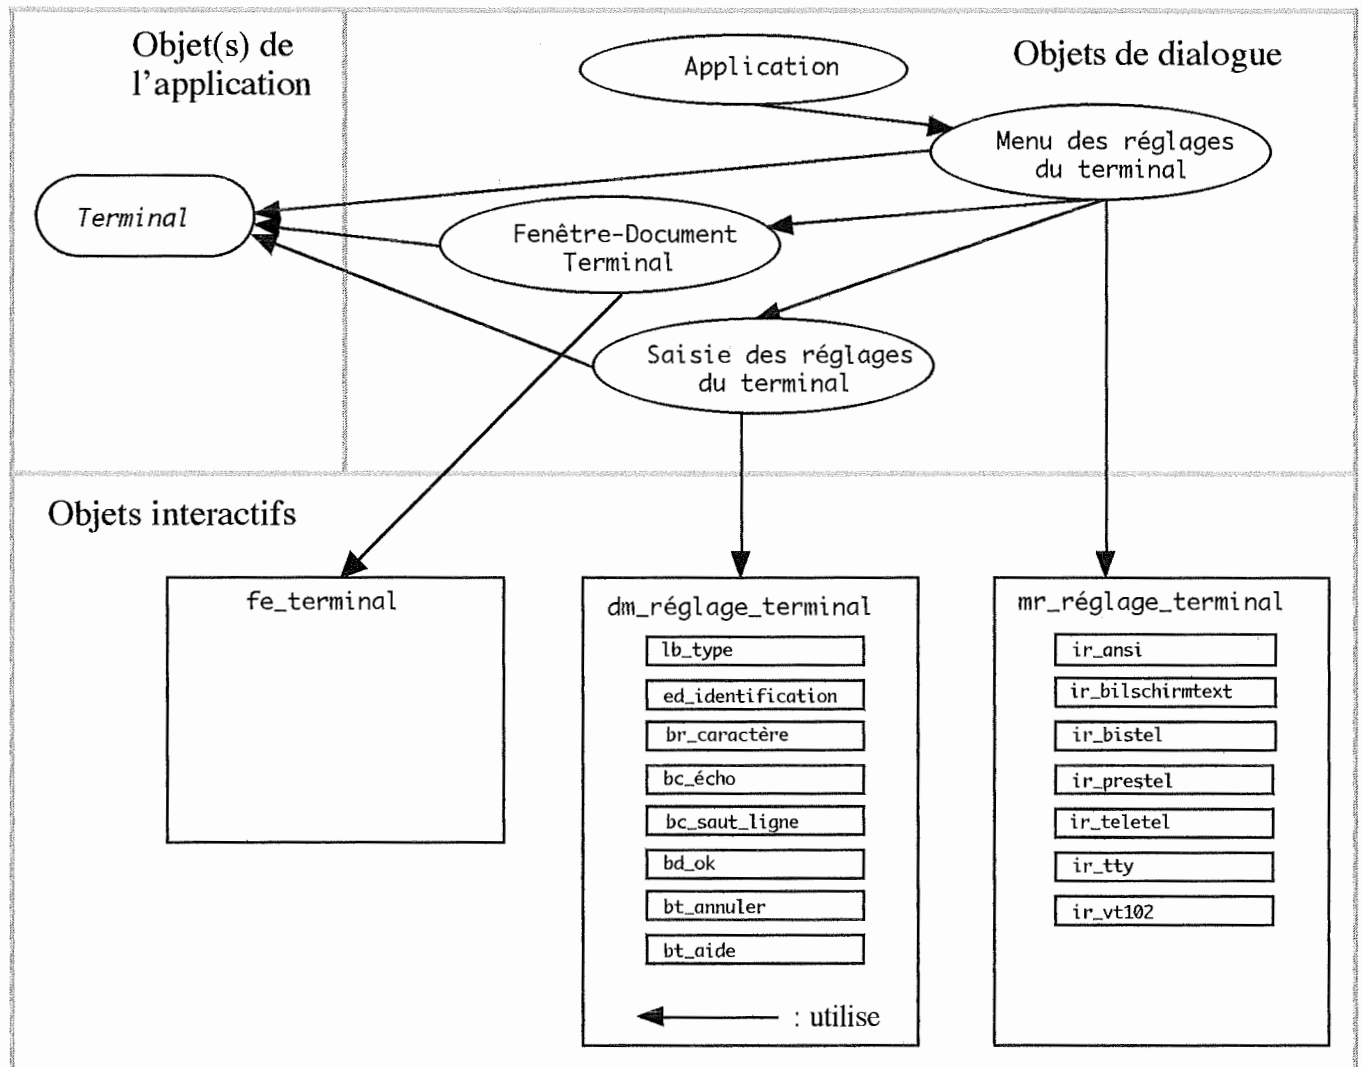 Objet(s) de
l'application
Objets de dialogue
Application
Menu des réglages
du terminal
Terminal
Fenêtre-Document
Terminal
Saisie des réglages
du terminal
Objets interactifs
fe_terminal
dm_réglage_terminal
lb_type
ed_identification
br_caractère
bc_écho
bc_saut_ligne
bd_ok
bt_annuler
bt_aide
: utilise
mr_réglage_terminal
ir_ansi
ir_bilschirmtext
ir_bistel
ir_prestel
ir_teletel
ir_tty
ir_vt102